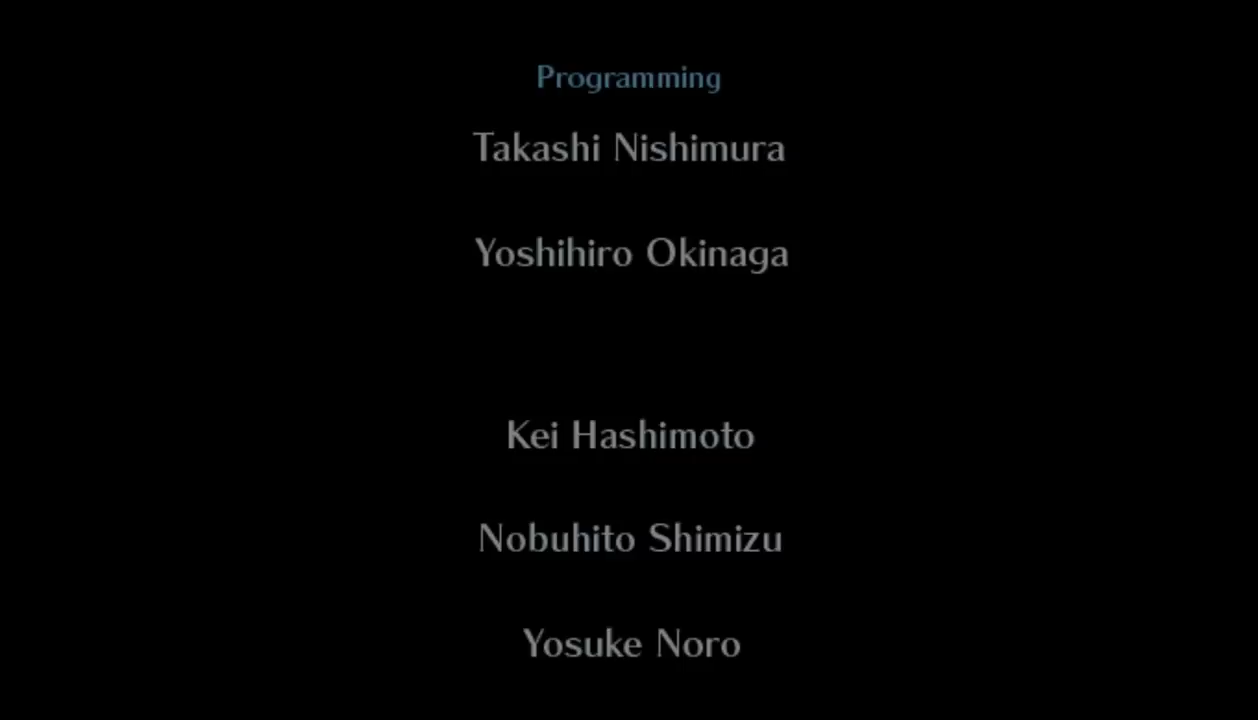 Programming
Takashi Nishimura
Yoshihiro Okinaga
Kei Hashimoto
Nobuhito Shimizu
Yosuke Noro